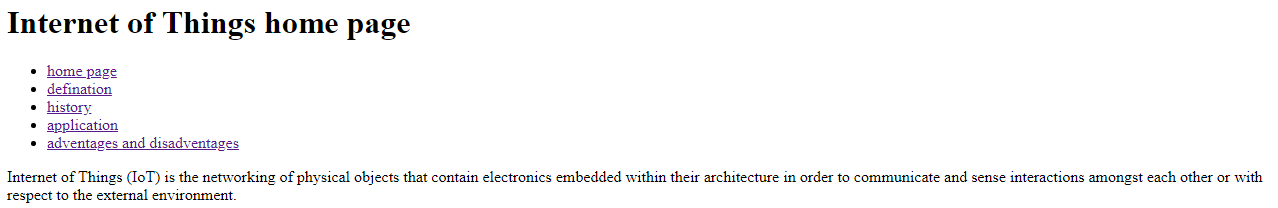 Internet of Things home page
home page
defination
history
application
adventages and disadventages
Internet of Things (IoT) is the networking of physical objects that contain electronics embedded within their architecture in order to communicate and sense interactions amongst each other or with
respect to the external environment.